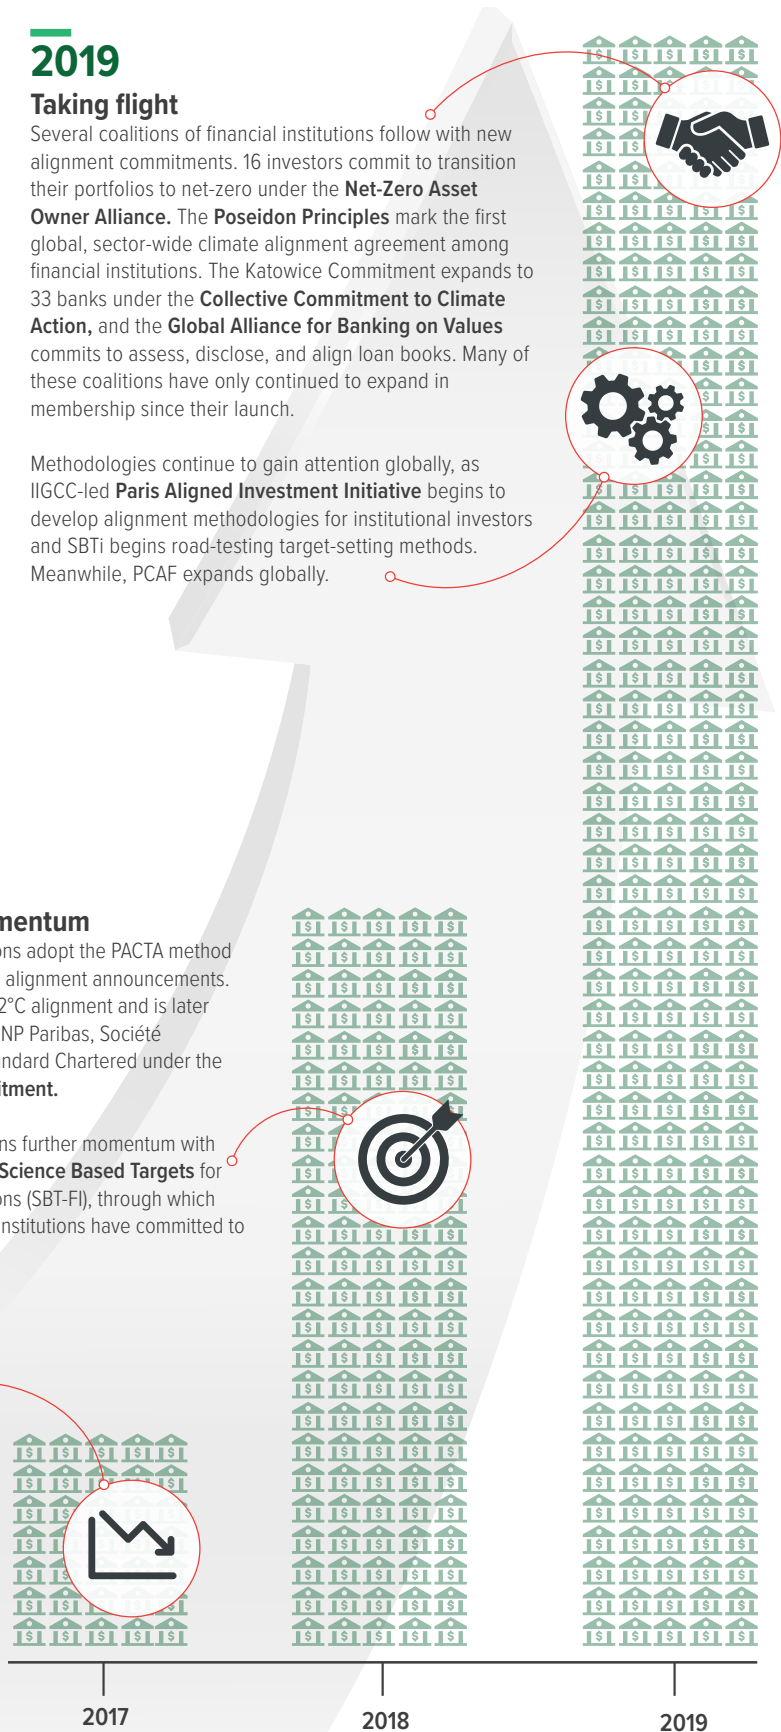 2019
Taking flight
Several coalitions of financial institutions follow with new
alignment commitments. 16 investors commit to transition
their portfolios to net-zero under the Net-Zero Asset
Owner Alliance. The Poseidon Principles mark the first
global, sector-wide climate alignment agreement among
financial institutions. The Katowice Commitment expands to
33 banks under the Collective Commitment to Climate
Action, and the Global Alliance for Banking on Values
commits to assess, disclose, and align loan books. Many of
these coalitions have only continued to expand in
membership since their launch.
Methodologies continue to gain attention globally, as
IIGCC-led Paris Aligned Investment Initiative begins to
develop alignment methodologies for institutional investors
and SBTi begins road-testing target-setting methods.
Meanwhile, PCAF expands globally.
mentum
ons adopt the PACTA method
alignment announcements.
2°C alignment and is later
NP Paribas, Société
ndard Chartered under the
itment.
ns further momentum with
Science Based Targets for
ons (SBT-FI), through which
nstitutions have committed to
2017
2018
2019